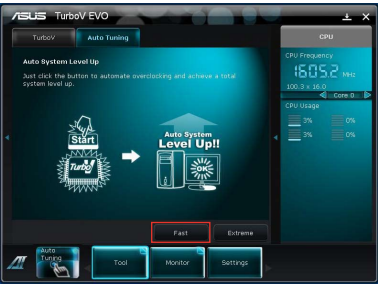 ASUS TurboV EVO
TurboV
Auto Tuning
CPU
Auto System Level Up
Just click the button to automate overclocking and achieve a total
system level up.
CPU Frequency
1605.2 MHz
100.3 x 16.0
Core 0
CPU Usage
3% 0%
3% 0%
Start
TurboV
Auto System
Level Up!!
OK
Fast
Extreme
Auto
Tuning
Tool
Monitor
Settings